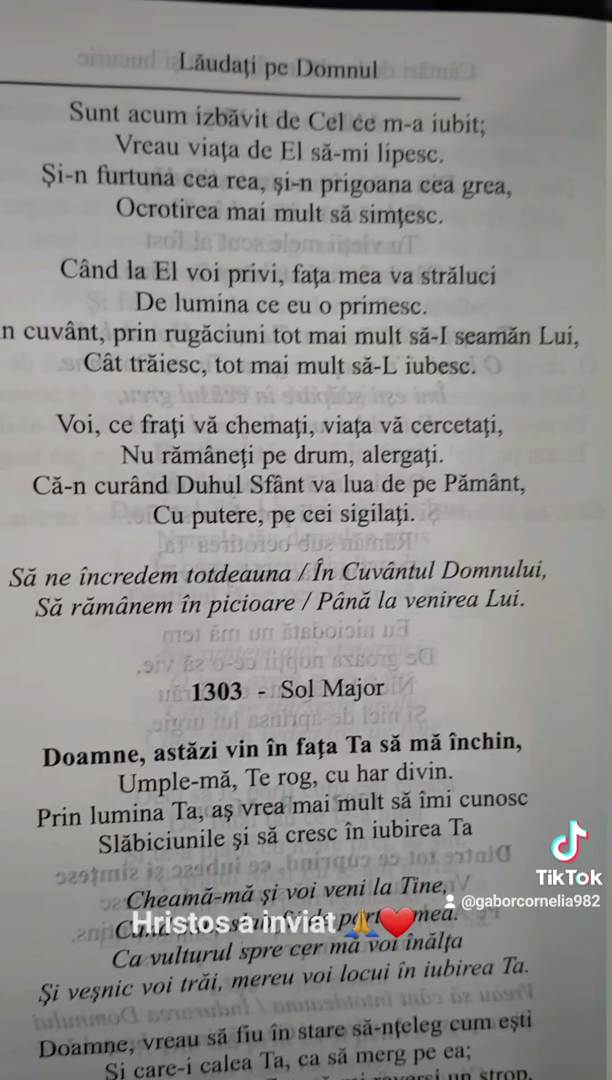 Lăudați pe Domnul
Sunt acum izbăvit de Cel ce m-a iubit;
Vreau viața de El să-mi lipesc.
Și-n furtuna cea rea, și-n prigoana cea grea,
Ocrotirea mai mult să simțesc.
Când la El voi privi, fața mea va străluci
De lumina ce eu o primesc.
n cuvânt, prin rugăciuni tot mai mult să-I seamăn Lui,
Cât trăiesc, tot mai mult să-L iubesc.
Voi, ce frați vă chemați, viața vă cercetați,
Nu rămâneți pe drum, alergați.
Că-n curând Duhul Sfânt va lua de pe Pământ,
Cu putere, pe cei sigilați.
Să ne încredem totdeauna / În Cuvântul Domnului,
Să rămânem în picioare / Până la venirea Lui.
1303 - Sol Major
Doamne, astăzi vin în fața Ta să mă închin,
Umple-mă, Te rog, cu har divin.
Prin lumina Ta, aș vrea mai mult să îmi cunosc
Slăbiciunile și să cresc în iubirea Ta
TikTok
@gaborcornelia982
Cheamă-mă și voi veni la Tine,
mea.
Hristos a inviat🙏❤️
Ca vulturul spre cer mă voi înălța
Și veșnic voi trăi, mereu voi locui în iubirea Ta.
Doamne, vreau să fiu în stare să-nțeleg cum ești
Și care-i calea Ta, ca să merg pe ea;
un strop,